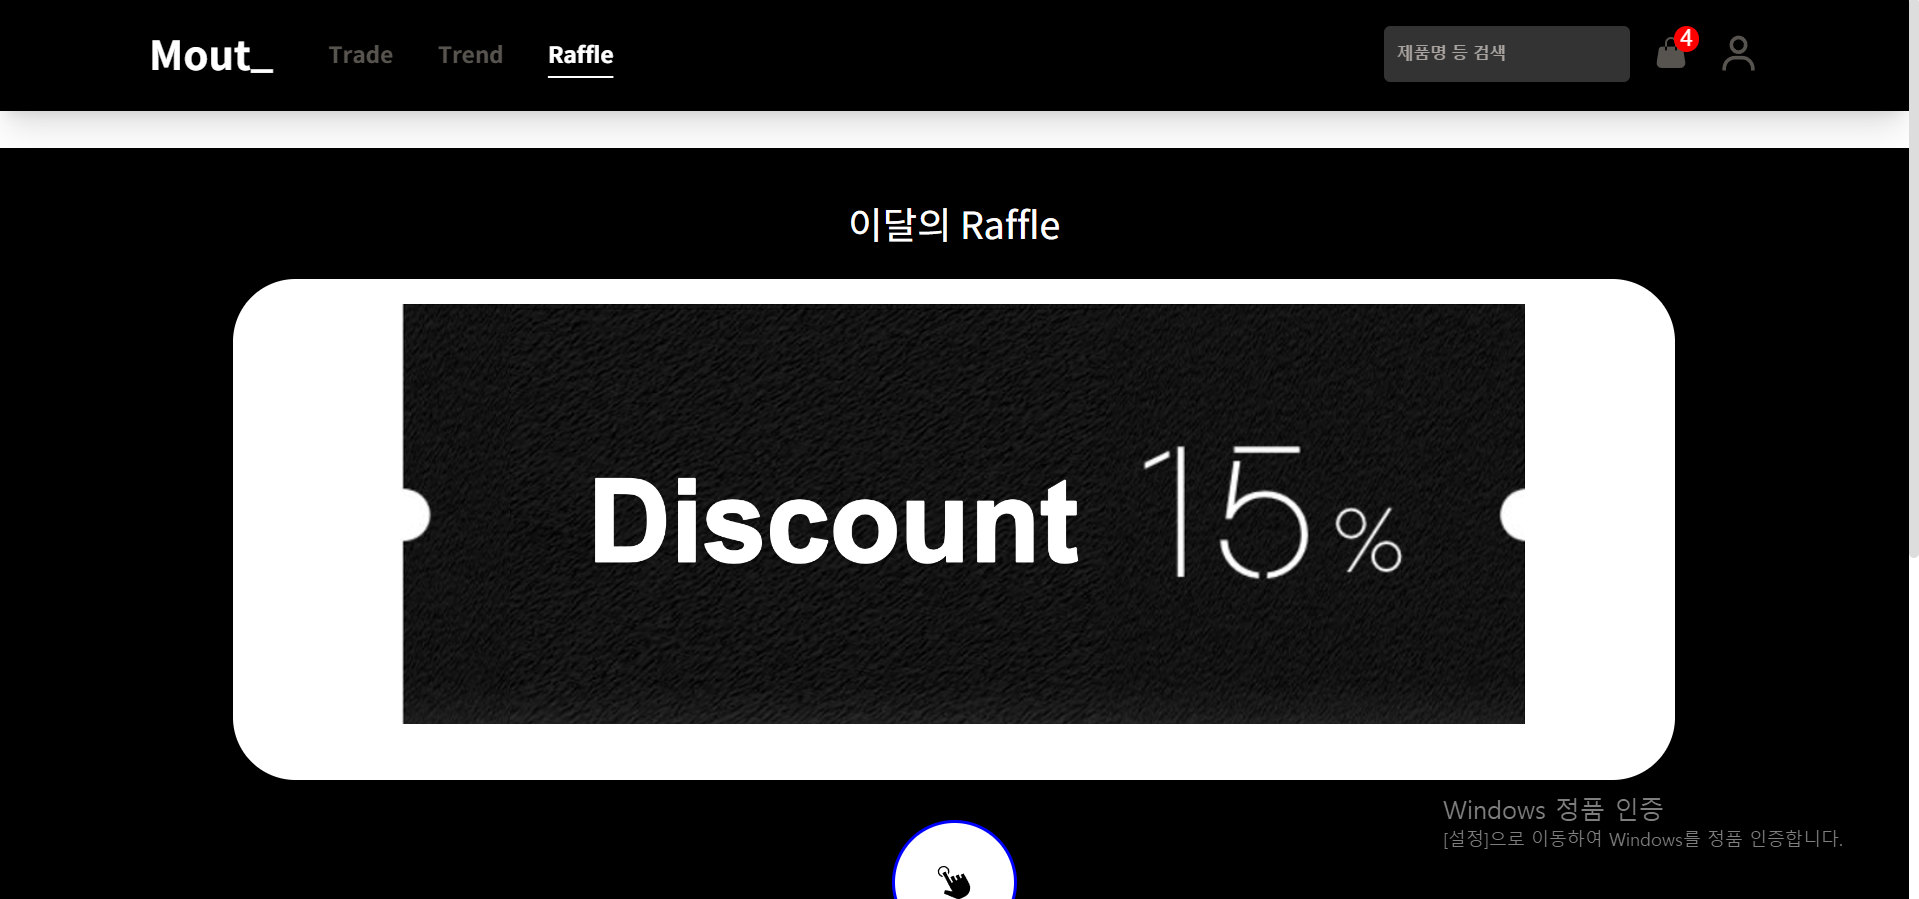 Mout_
Trade
Trend
Raffle
제품명 등 검색
4
이달의 Raffle
Discount 15%
Windows 정품 인증
[설정]으로 이동하여 Windows를 정품 인증합니다.